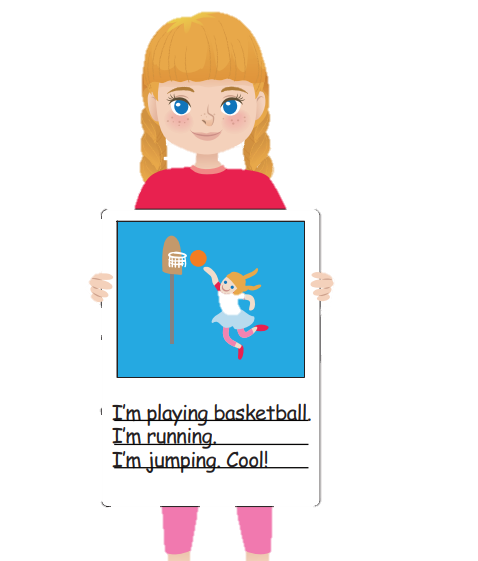 I'm playing basketball.
I'm running.
I'm jumping. Cool!